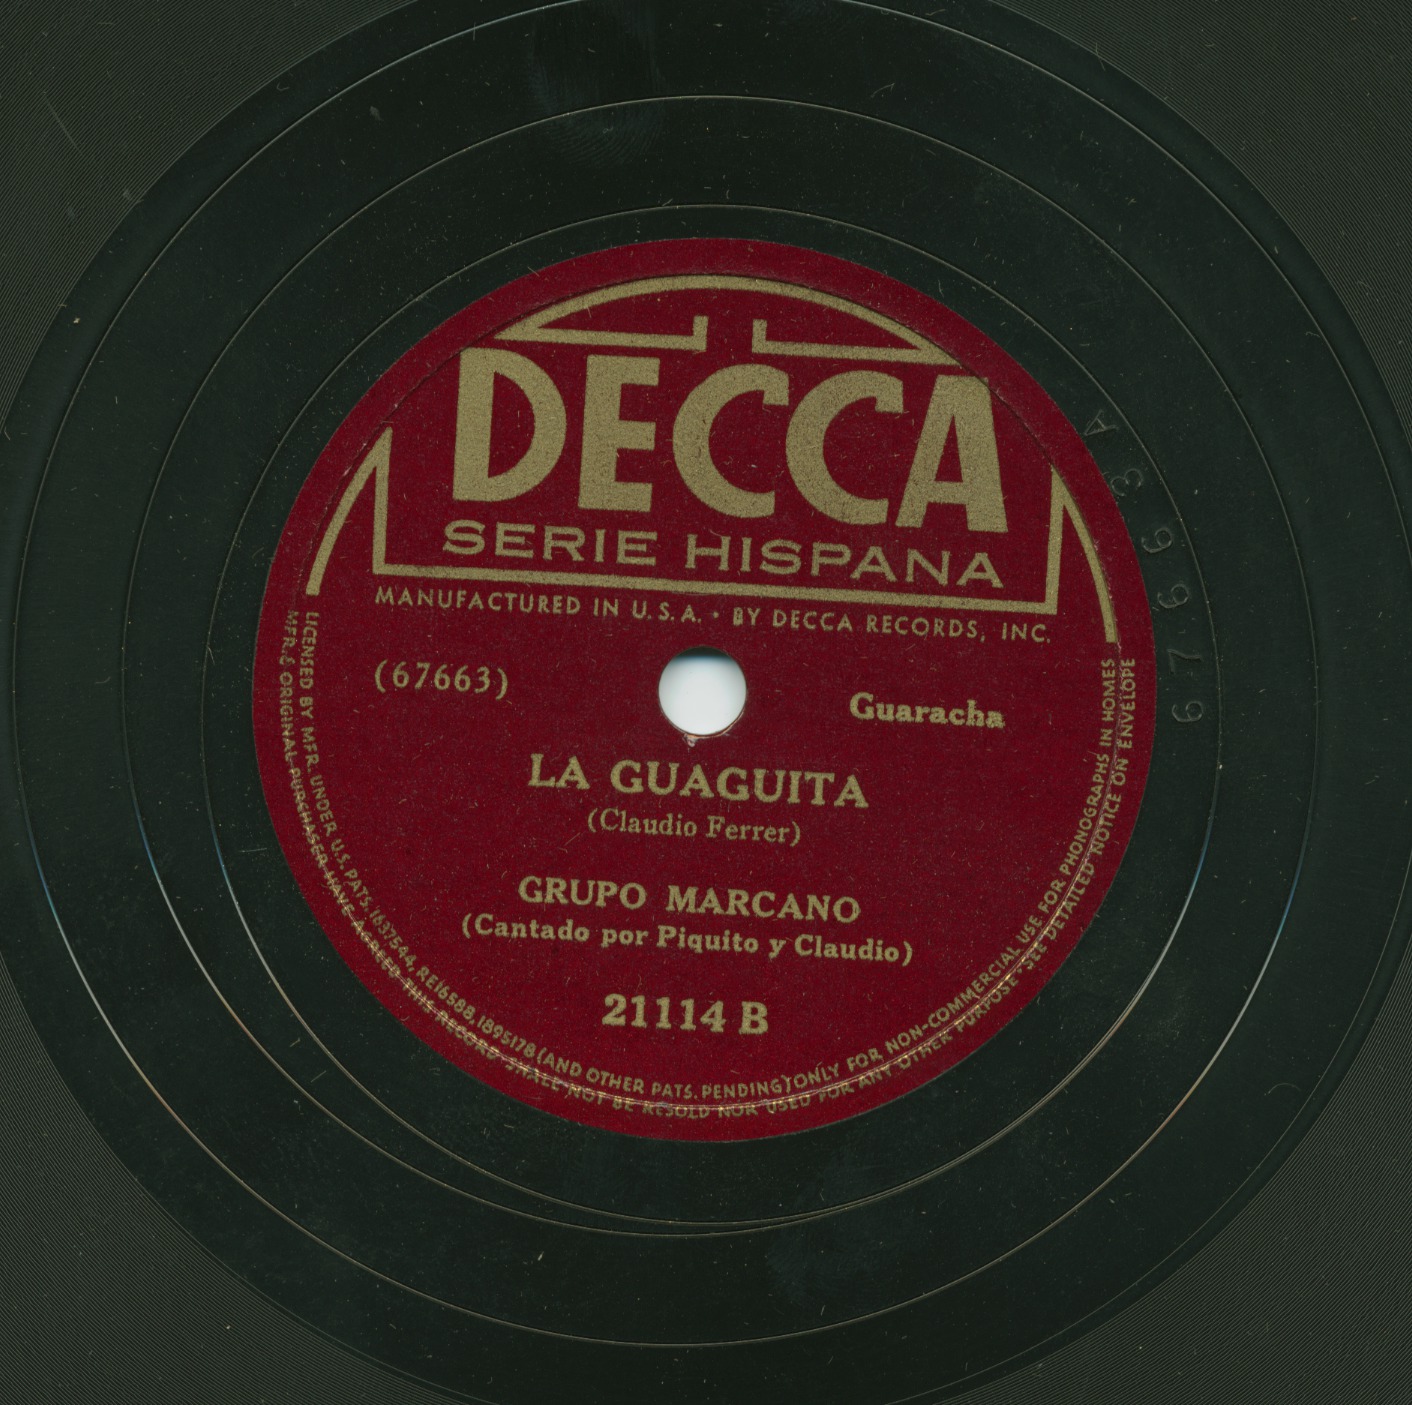 DECCA
SERIE HISPANA
MANUFACTURED IN U.S.A. • BY DECCA RECORDS, INC.
(67663)
Guaracha
LA GUAGUITA
(Claudio Ferrer)
GRUPO MARCANO
(Cantado por Piquito y Claudio)
21114 B
LICENSED BY MFR. UNDER U.S. PATS. 1637544, RE16588, 1895178 (AND OTHER PATS. PENDING) ONLY FOR NON-COMMERCIAL USE FOR PHONOGRAPHS IN HOMES
MFR. & ORIGINAL PURCHASER HAVE AGREED THIS RECORD SHALL NOT BE RESOLD NOR USED FOR ANY OTHER PURPOSE • SEE DETAILED NOTICE ON ENVELOPE
67663A